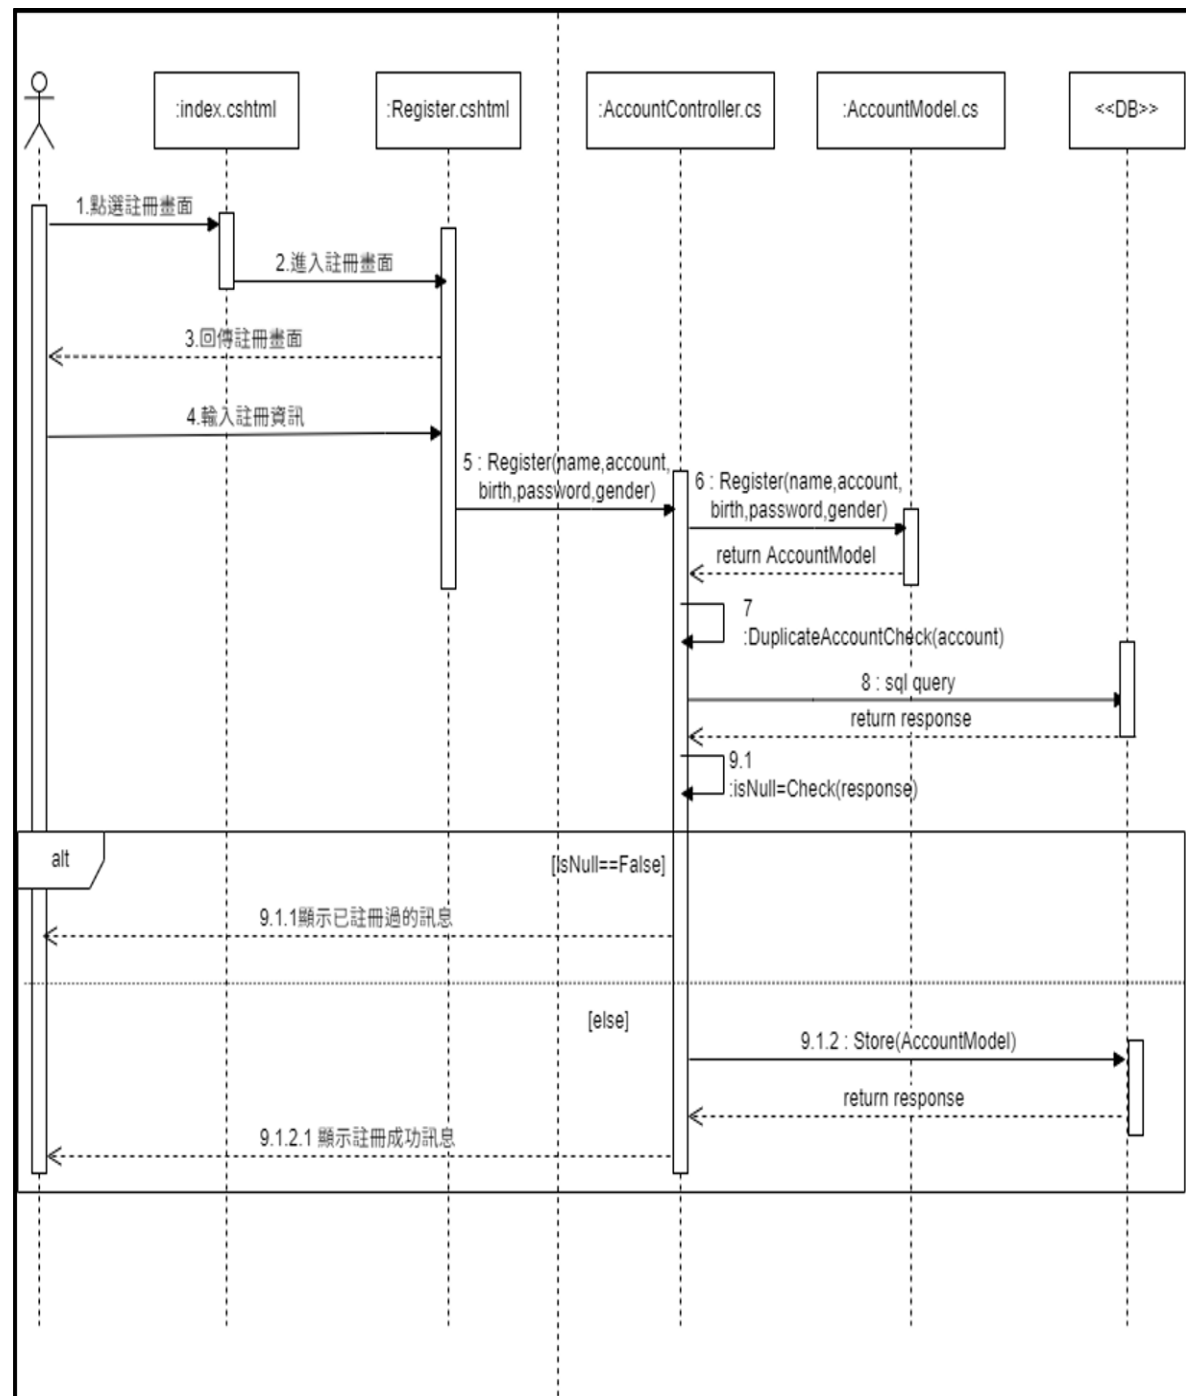 :index.cshtml
:Register.cshtml
:AccountController.cs
:AccountModel.cs
<<DB>>
1.點選註冊畫面
2.進入註冊畫面
3.回傳註冊畫面
4.輸入註冊資訊
5 : Register(name,account,
birth,password,gender)
6 : Register(name,account,
birth,password,gender)
return AccountModel
7
:DuplicateAccountCheck(account)
8 : sql query
return response
9.1
:isNull=Check(response)
alt
[IsNull==False]
9.1.1顯示已註冊過的訊息
[else]
9.1.2 : Store(AccountModel)
return response
9.1.2.1 顯示註冊成功訊息